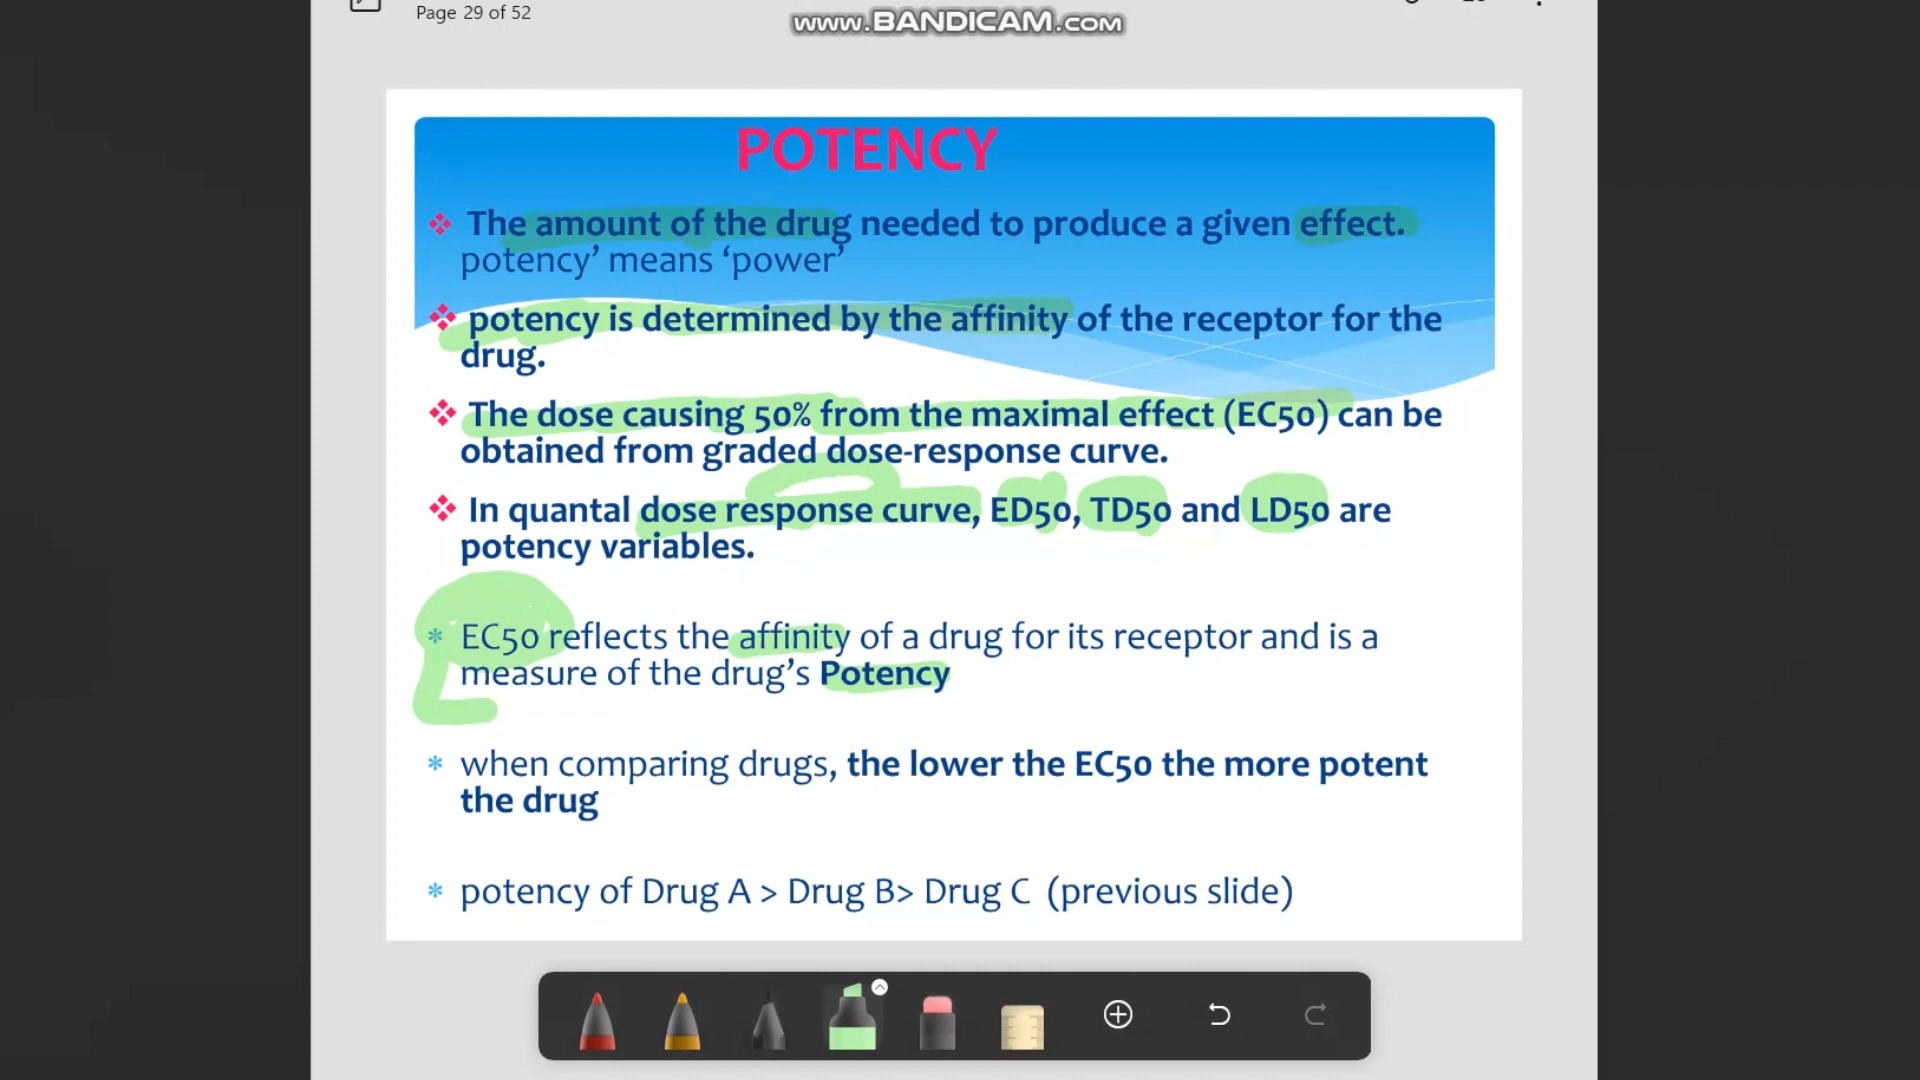 Page 29 of 52
www.BANDICAM.com
POTENCY
❖ The amount of the drug needed to produce a given effect.
potency’ means ‘power’
❖ potency is determined by the affinity of the receptor for the
drug.
❖ The dose causing 50% from the maximal effect (EC50) can be
obtained from graded dose-response curve.
❖ In quantal dose response curve, ED50, TD50 and LD50 are
potency variables.
* EC50 reflects the affinity of a drug for its receptor and is a
measure of the drug’s Potency
* when comparing drugs, the lower the EC50 the more potent
the drug
* potency of Drug A > Drug B> Drug C (previous slide)